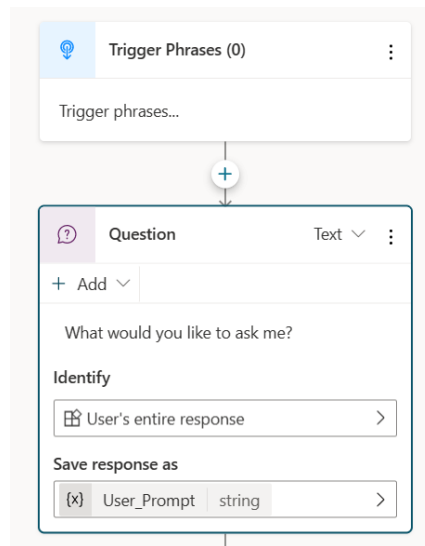 Trigger Phrases (0)
Trigger phrases...
Question Text
+ Add
What would you like to ask me?
Identify
User's entire response
Save response as
{x} User_Prompt string